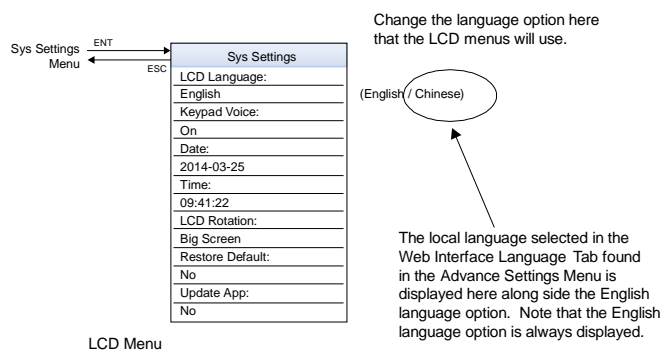 Change the language option here
that the LCD menus will use.
Sys Settings
Menu
ENT
ESC
Sys Settings
LCD Language:
English
Keypad Voice:
On
Date:
2014-03-25
Time:
09:41:22
LCD Rotation:
Big Screen
Restore Default:
No
Update App:
No
(English / Chinese)
The local language selected in the
Web Interface Language Tab found
in the Advance Settings Menu is
displayed here along side the English
language option. Note that the English
language option is always displayed.
LCD Menu